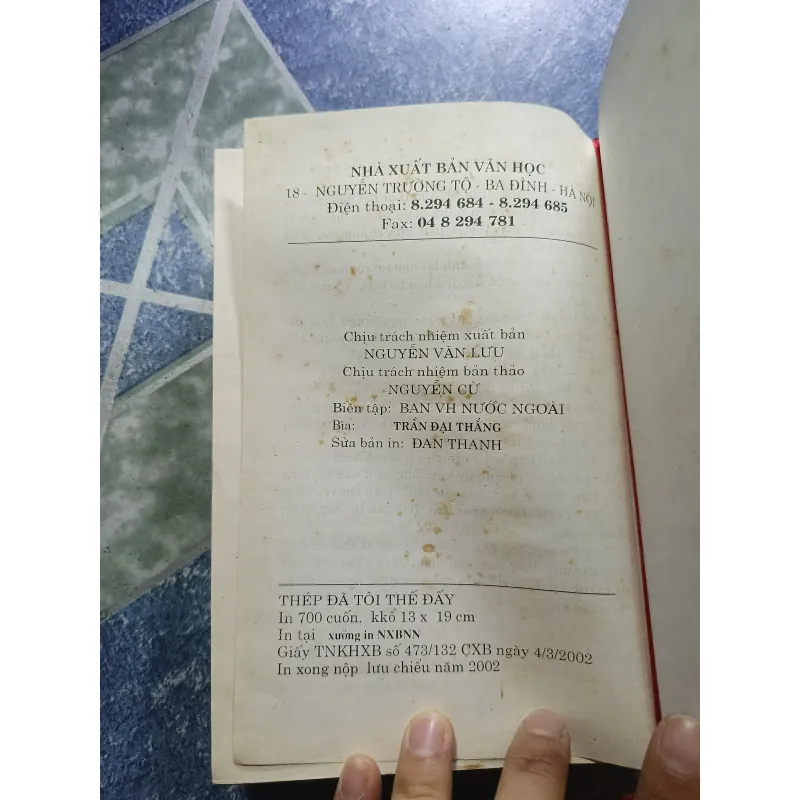 NHÀ XUẤT BẢN VĂN HỌC
18 - NGUYỄN TRƯỜNG TỘ - BA ĐÌNH - HÀ NỘI
Điện thoại: 8.294 684 - 8.294 685
Fax: 04 8 294 781
Chịu trách nhiệm xuất bản
NGUYỄN VĂN LƯU
Chịu trách nhiệm bản thảo
NGUYỄN CỪ
Biên tập: BAN VH NƯỚC NGOÀI
Bìa: TRẦN ĐẠI THẮNG
Sửa bản in: ĐAN THANH
THÉP ĐÃ TÔI THẾ ĐẤY
In 700 cuốn, kkổ 13 x 19 cm
In tại xưởng in NXBNN
Giấy TNKHXB số 473/132 CXB ngày 4/3/2002
In xong nộp lưu chiểu năm 2002